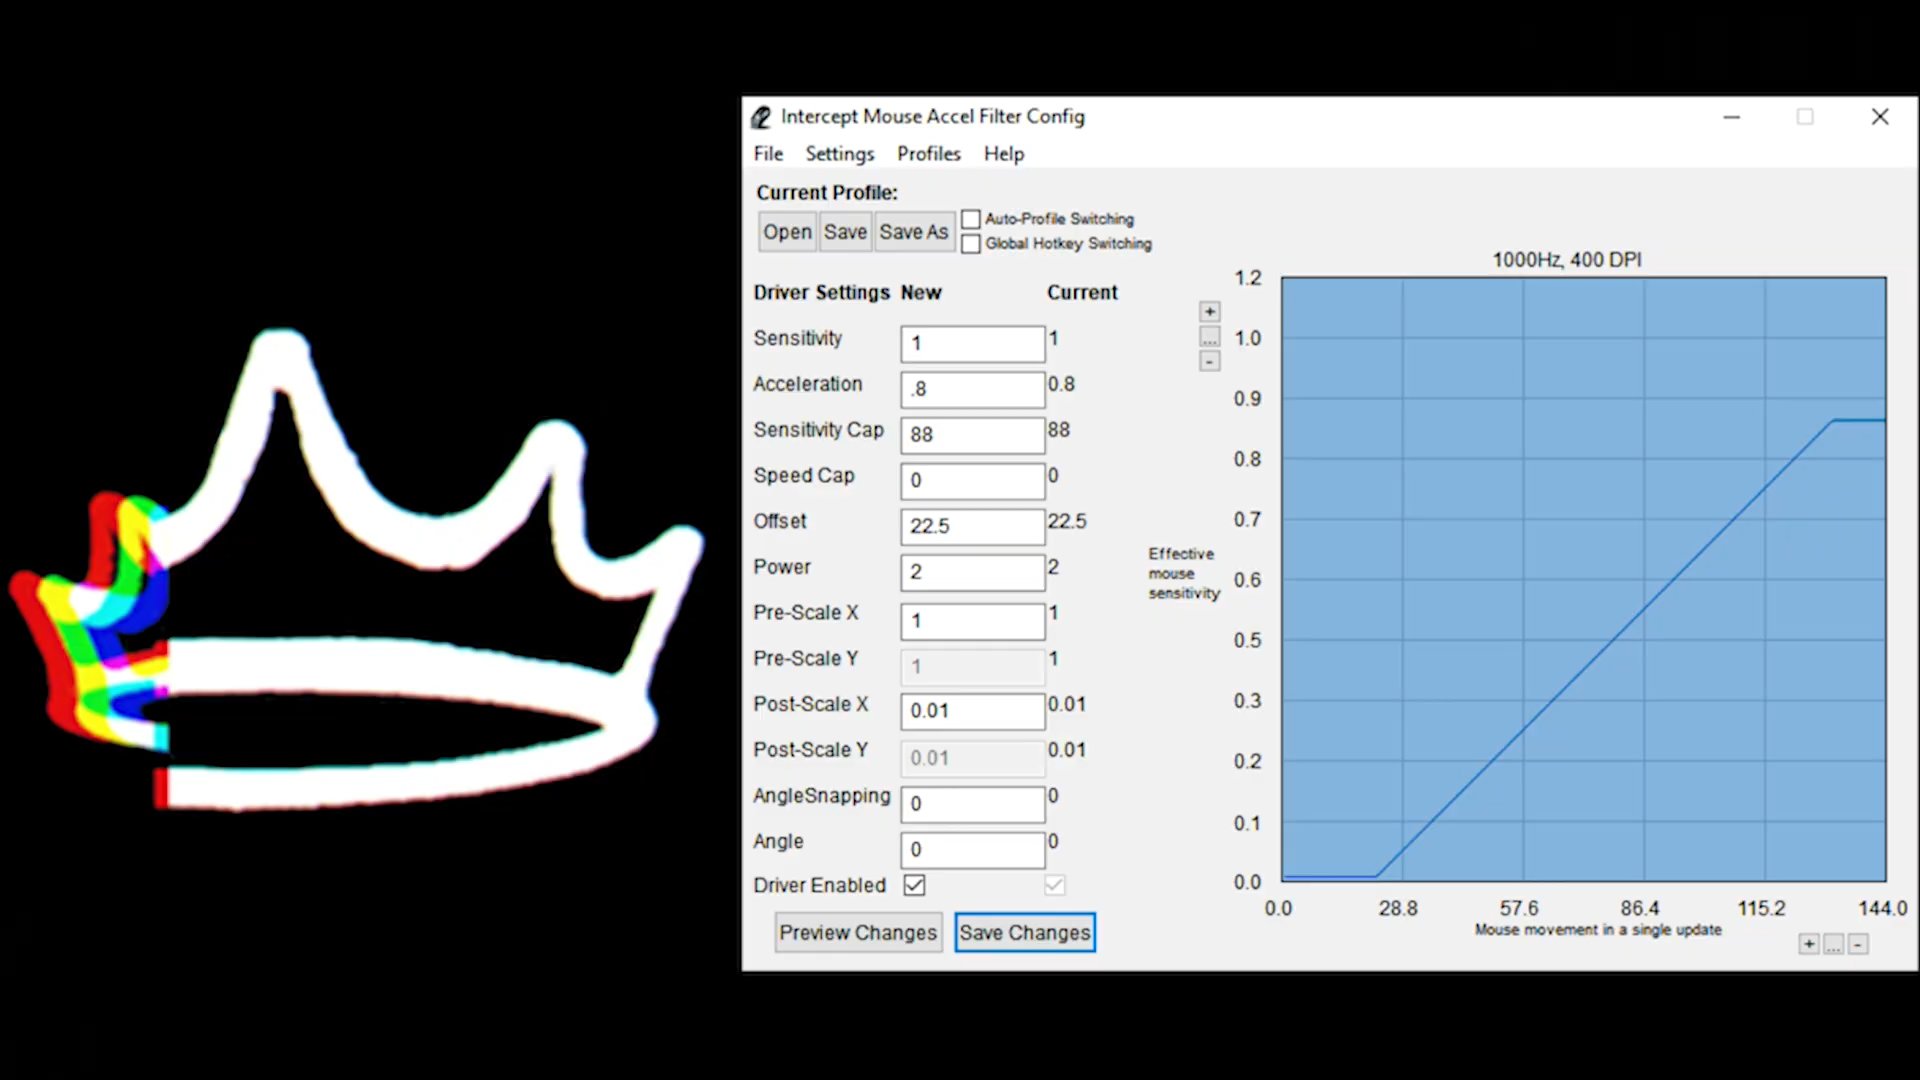 Intercept Mouse Accel Filter Config
File Settings Profiles Help
Current Profile:
Open Save Save As
Auto-Profile Switching
Global Hotkey Switching
Driver Settings New Current
Sensitivity 1 1
Acceleration .8 0.8
Sensitivity Cap 88 88
Speed Cap 0 0
Offset 22.5 22.5
Power 2 2
Pre-Scale X 1 1
Pre-Scale Y 1 1
Post-Scale X 0.01 0.01
Post-Scale Y 0.01 0.01
AngleSnapping 0 0
Angle 0 0
Driver Enabled
Preview Changes Save Changes
+
...
-
Effective
mouse
sensitivity
1000Hz, 400 DPI
1.2
1.0
0.9
0.8
0.7
0.6
0.5
0.3
0.2
0.1
0.0
0.0 28.8 57.6 86.4 115.2 144.0
Mouse movement in a single update
+ ... -